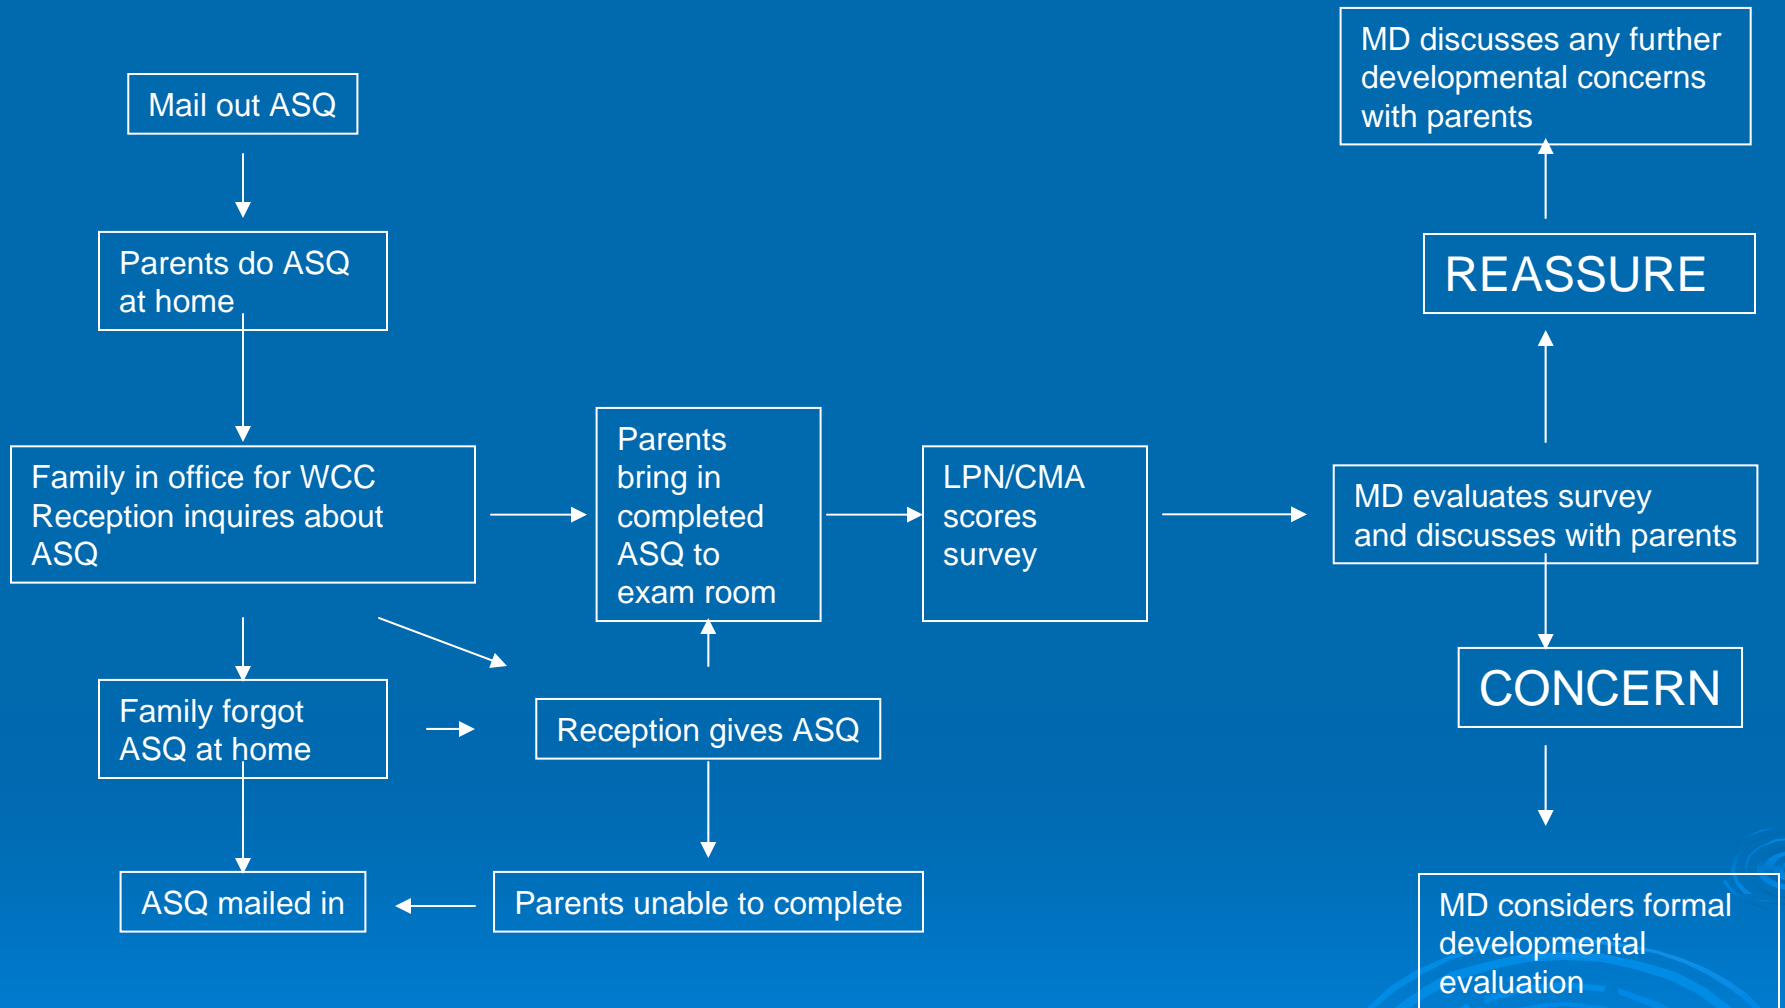 Mail out ASQ
Parents do ASQ
at home
Family in office for WCC
Reception inquires about
ASQ
Parents
bring in
completed
ASQ to
exam room
LPN/CMA
scores
survey
MD evaluates survey
and discusses with parents
REASSURE
MD discusses any further
developmental concerns
with parents
CONCERN
MD considers formal
developmental
evaluation
Family forgot
ASQ at home
Reception gives ASQ
ASQ mailed in
Parents unable to complete